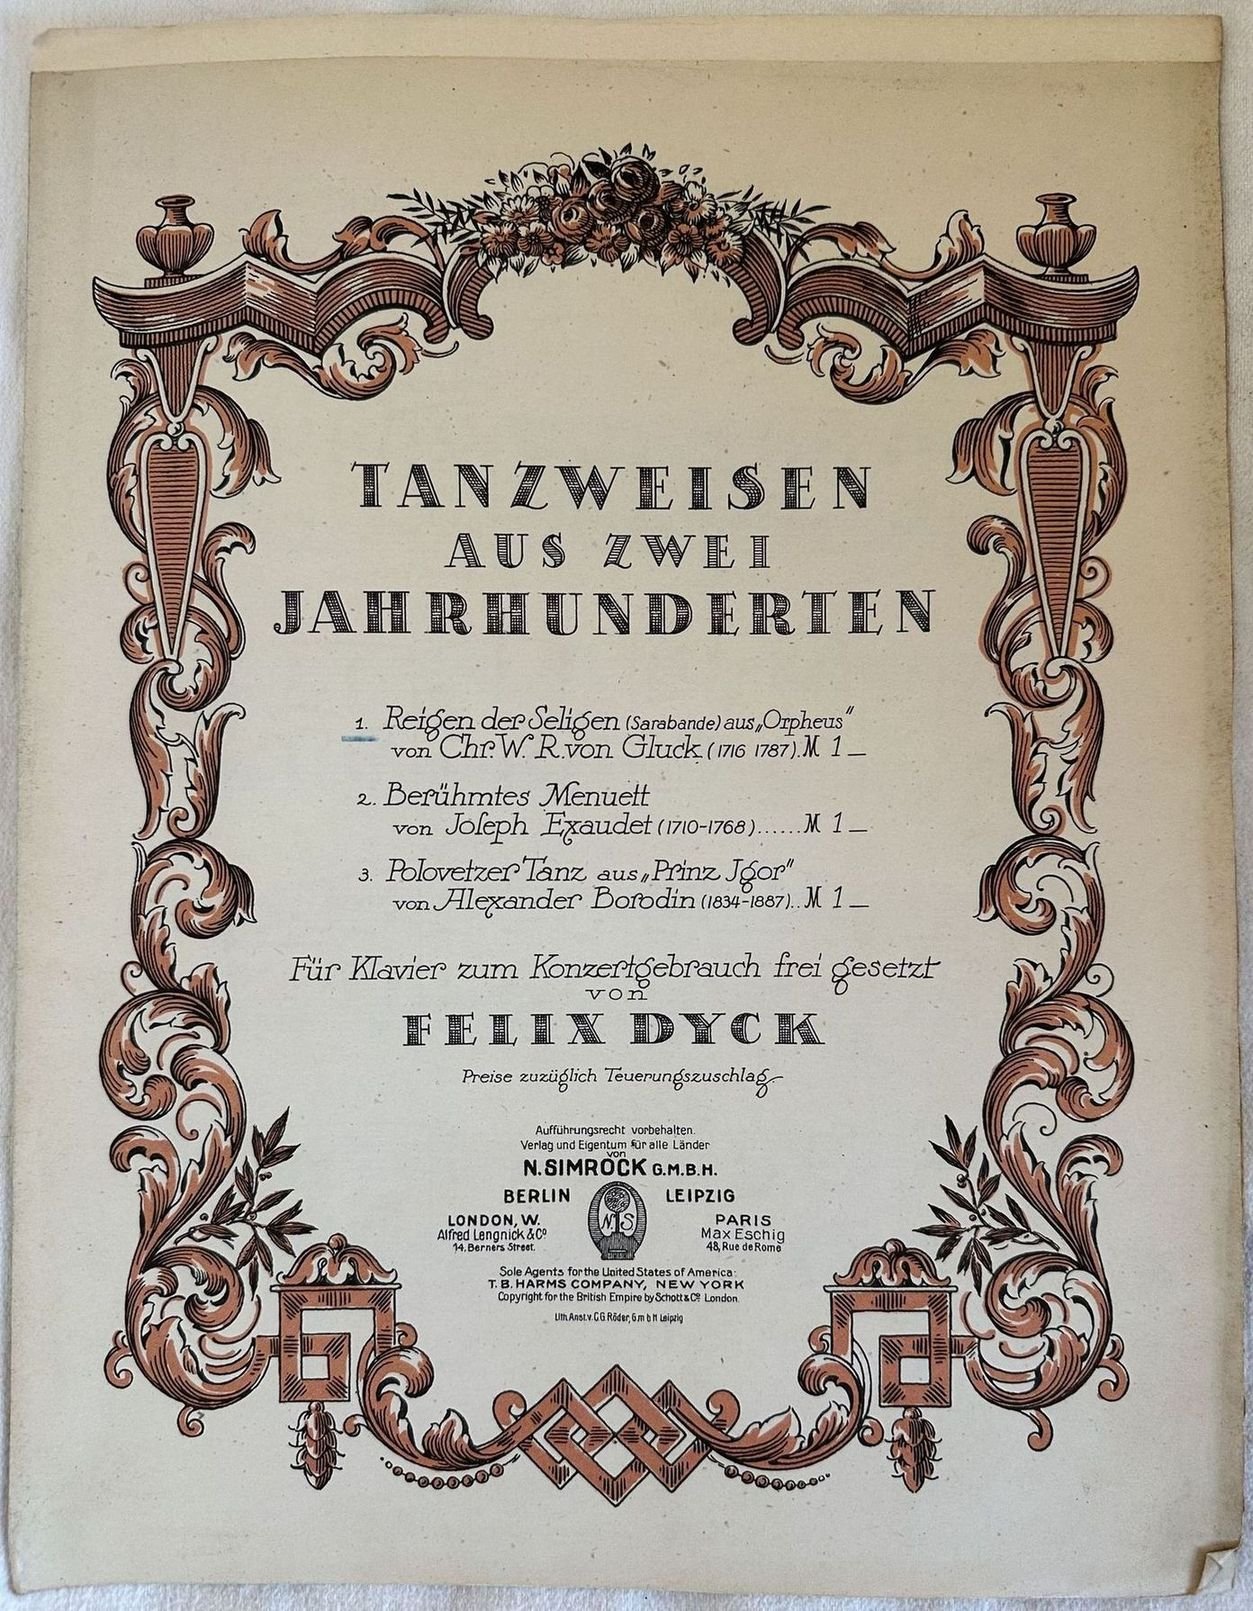 TANZWEISEN
AUS ZWEI
JAHRHUNDERTEN
1. Reigen der Seligen (Sarabande) aus „Orpheus"
von Chr. W. R. von Gluck (1716 1787). M 1_
2. Berühmtes Menuett
von Joseph Exaudet (1710-1768)......M 1_
3. Polovetzer Tanz aus „Prinz Jgor"
von Alexander Borodin (1834-1887)..M 1_
Für Klavier zum Konzertgebrauch frei gesetzt
von
FELIX DYCK
Preise zuzüglich Teuerungszuschlag
Aufführungsrecht vorbehalten.
Verlag und Eigentum für alle Länder
von
N. SIMROCK G.M.B.H.
BERLIN LEIPZIG
N S
LONDON, W. PARIS
Alfred Lengnick & Co Max Eschig
14. Berners Street. 48, Rue de Rome
Sole Agents for the United States of America:
T. B. HARMS COMPANY, NEW YORK
Copyright for the British Empire by Schott & Co London.
Lith. Anst. v. C.G. Röder, G.m b H Leipzig